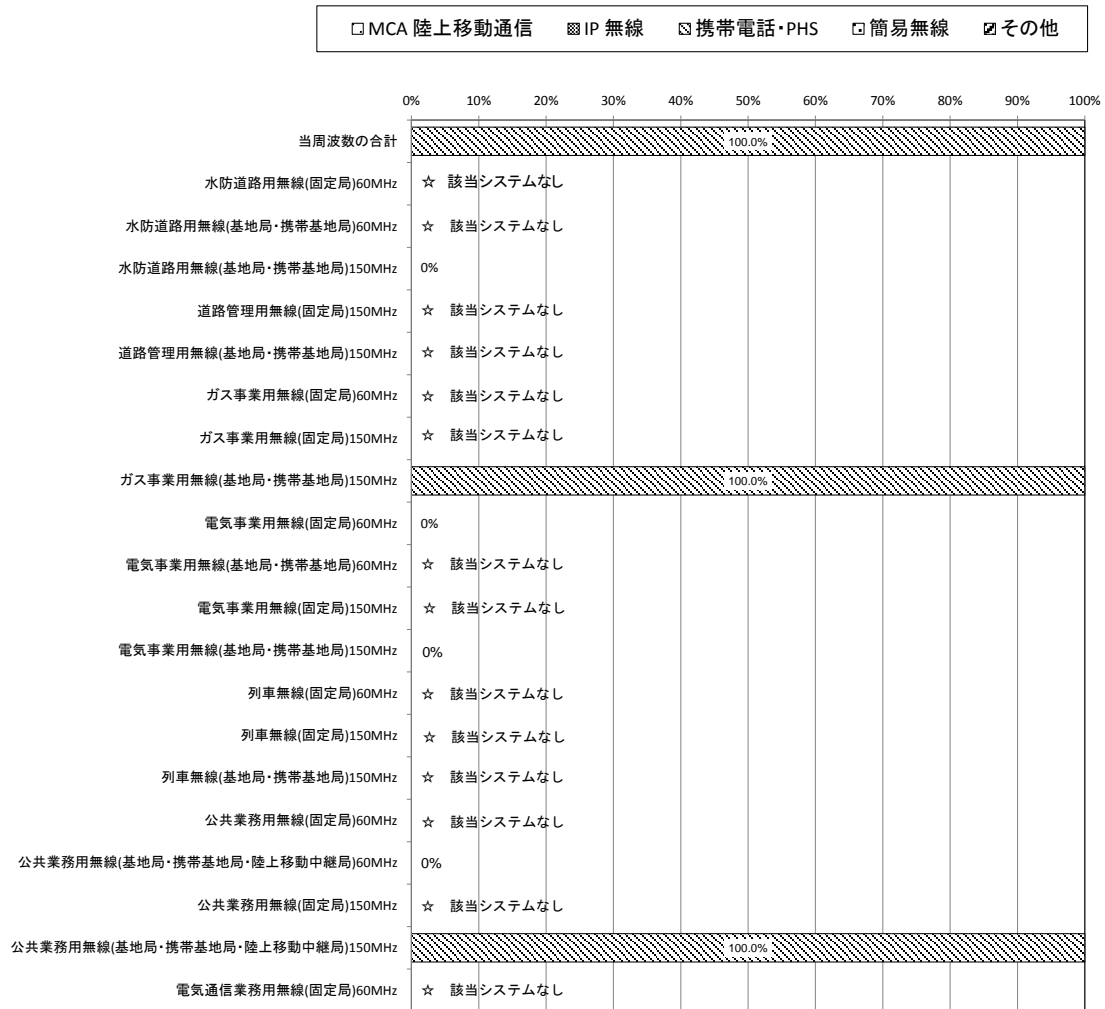 MCA 陸上移動通信 IP 無線 携帯電話・PHS 簡易無線 その他
0% 10% 20% 30% 40% 50% 60% 70% 80% 90% 100%
当周波数の合計 100.0%
水防道路用無線(固定局)60MHz ☆ 該当システムなし
水防道路用無線(基地局・携帯基地局)60MHz ☆ 該当システムなし
水防道路用無線(基地局・携帯基地局)150MHz 0%
道路管理用無線(固定局)150MHz ☆ 該当システムなし
道路管理用無線(基地局・携帯基地局)150MHz ☆ 該当システムなし
ガス事業用無線(固定局)60MHz ☆ 該当システムなし
ガス事業用無線(固定局)150MHz ☆ 該当システムなし
ガス事業用無線(基地局・携帯基地局)150MHz 100.0%
電気事業用無線(固定局)60MHz 0%
電気事業用無線(基地局・携帯基地局)60MHz ☆ 該当システムなし
電気事業用無線(固定局)150MHz ☆ 該当システムなし
電気事業用無線(基地局・携帯基地局)150MHz 0%
列車無線(固定局)60MHz ☆ 該当システムなし
列車無線(固定局)150MHz ☆ 該当システムなし
列車無線(基地局・携帯基地局)150MHz ☆ 該当システムなし
公共業務用無線(固定局)60MHz ☆ 該当システムなし
公共業務用無線(基地局・携帯基地局・陸上移動中継局)60MHz 0%
公共業務用無線(固定局)150MHz ☆ 該当システムなし
公共業務用無線(基地局・携帯基地局・陸上移動中継局)150MHz 100.0%
電気通信業務用無線(固定局)60MHz ☆ 該当システムなし